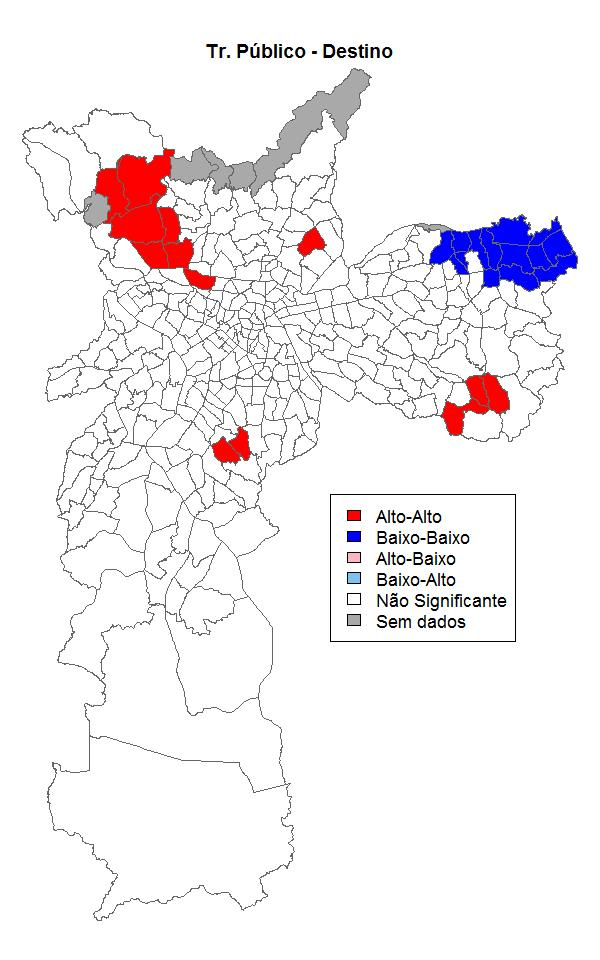 Tr. Público - Destino
Alto-Alto
Baixo-Baixo
Alto-Baixo
Baixo-Alto
Não Significante
Sem dados